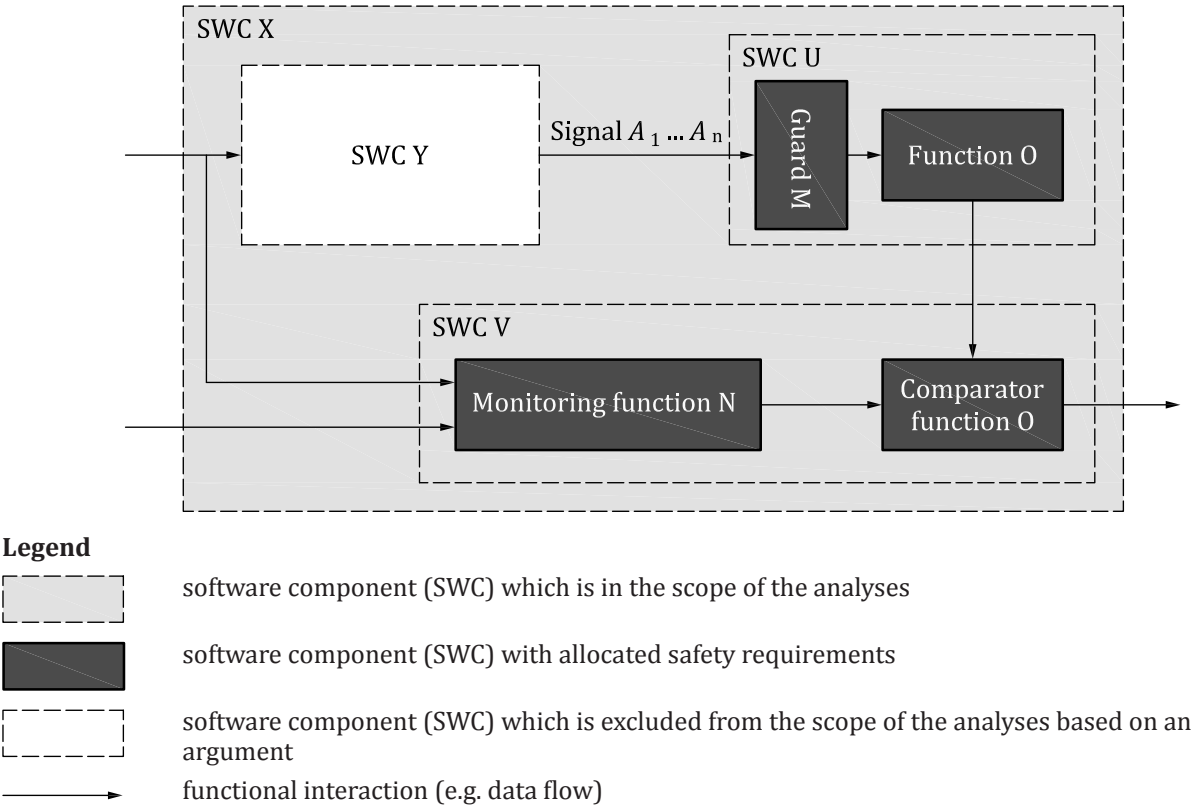 SWC X
SWC U
SWC Y
Signal A 1 ... A n
Guard M
Function O
SWC V
Monitoring function N
Comparator
function O
Legend
software component (SWC) which is in the scope of the analyses
software component (SWC) with allocated safety requirements
software component (SWC) which is excluded from the scope of the analyses based on an
argument
functional interaction (e.g. data flow)